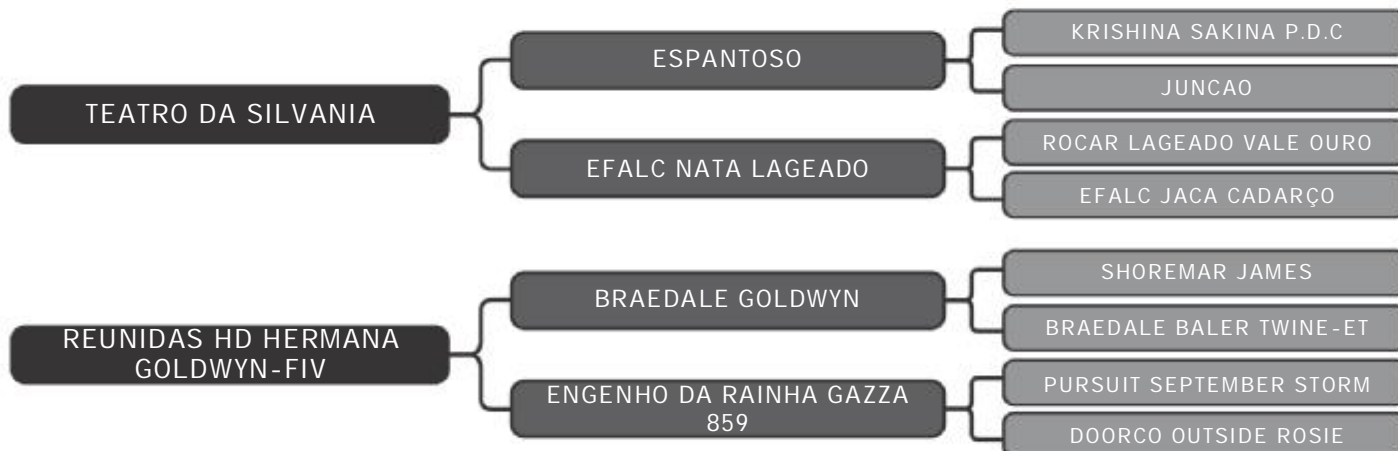 KRISHINA SAKINA P.D.C
ESPANTOSO
JUNCAO
TEATRO DA SILVANIA
ROCAR LAGEADO VALE OURO
EFALC NATA LAGEADO
EFALC JACA CADARÇO
SHOREMAR JAMES
BRAEDALE GOLDWYN
BRAEDALE BALER TWINE-ET
REUNIDAS HD HERMANA
GOLDWYN-FIV
PURSUIT SEPTEMBER STORM
ENGENHO DA RAINHA GAZZA
859
DOORCO OUTSIDE ROSIE